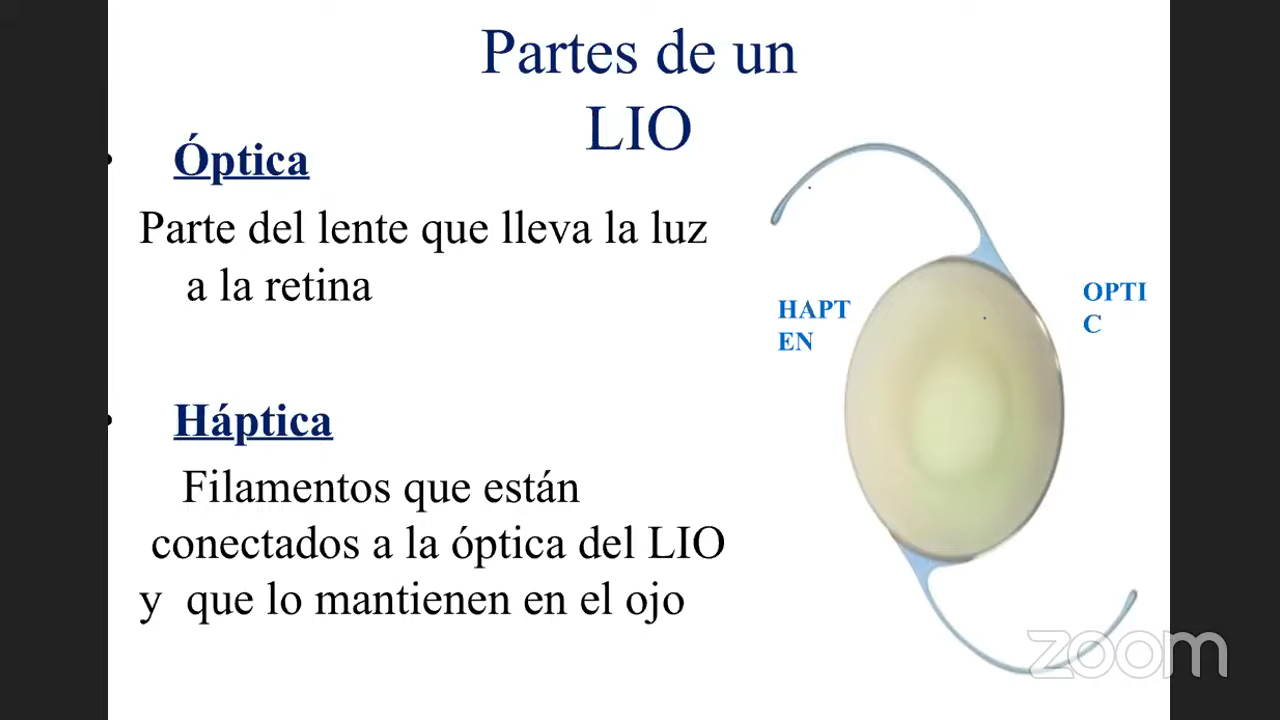 Partes de un
LIO
• Óptica
Parte del lente que lleva la luz
a la retina
• Háptica
Filamentos que están
conectados a la óptica del LIO
y que lo mantienen en el ojo
HAPT
EN
OPTI
C
zoom